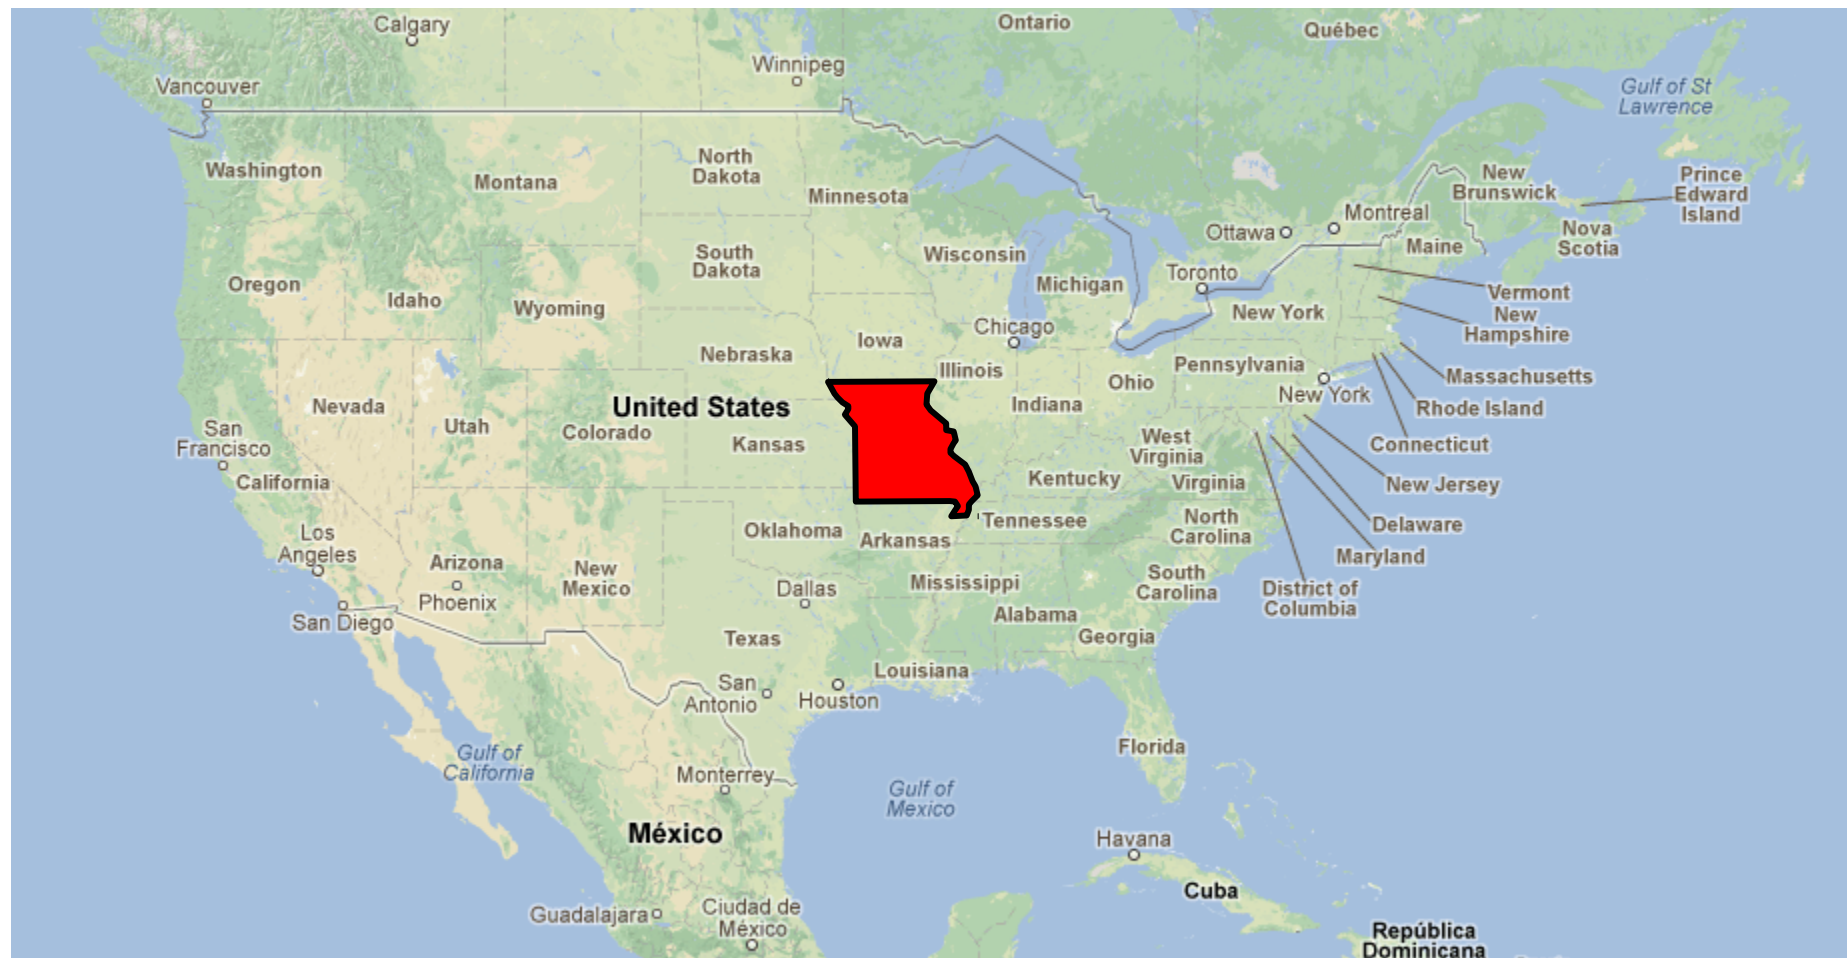 Calgary
Ontario
Québec
Winnipeg
Vancouver
Gulf of St
Lawrence
Washington
Montana
North
Dakota
Minnesota
New
Brunswick
Prince
Edward
Island
Montreal
Ottawa
Maine
Nova
Scotia
South
Dakota
Wisconsin
Toronto
Michigan
Oregon
Idaho
Wyoming
Vermont
New
Hampshire
New York
Chicago
Iowa
Nebraska
Illinois
Ohio
Pennsylvania
Massachusetts
New York
Rhode Island
United States
Nevada
Utah
Colorado
Indiana
Kansas
West
Virginia
Connecticut
San
Francisco
California
Kentucky
Virginia
New Jersey
Los
Angeles
Oklahoma
Arkansas
Tennessee
North
Carolina
Delaware
Maryland
Arizona
New
Mexico
Phoenix
Dallas
Mississippi
South
Carolina
District of
Columbia
San Diego
Texas
Alabama
Georgia
Louisiana
San
Antonio
Houston
Florida
Gulf of
California
Monterrey
Gulf of
Mexico
México
Havana
Cuba
Guadalajara
Ciudad de
México
República
Dominicana